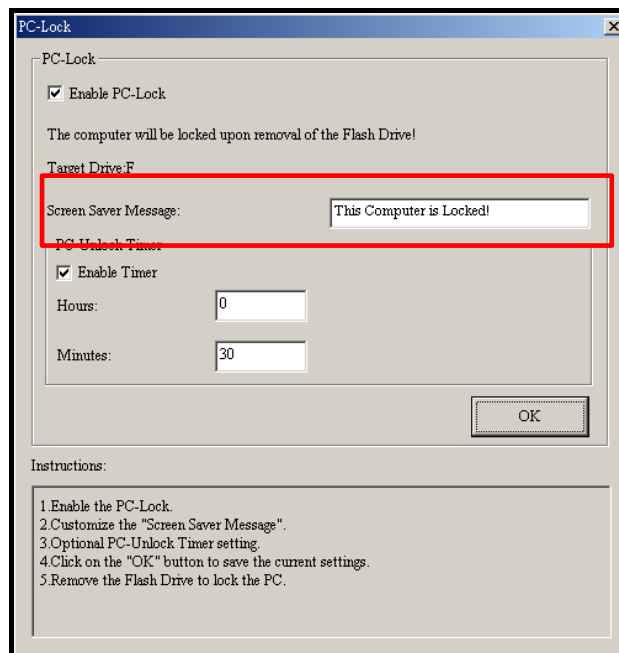 PC-Lock
PC-Lock
Enable PC-Lock
The computer will be locked upon removal of the Flash Drive!
Target Drive:F
Screen Saver Message: This Computer is Locked!
PC-Unlock Timer
Enable Timer
Hours: 0
Minutes: 30
OK
Instructions:
1.Enable the PC-Lock.
2.Customize the "Screen Saver Message".
3.Optional PC-Unlock Timer setting.
4.Click on the "OK" button to save the current settings.
5.Remove the Flash Drive to lock the PC.